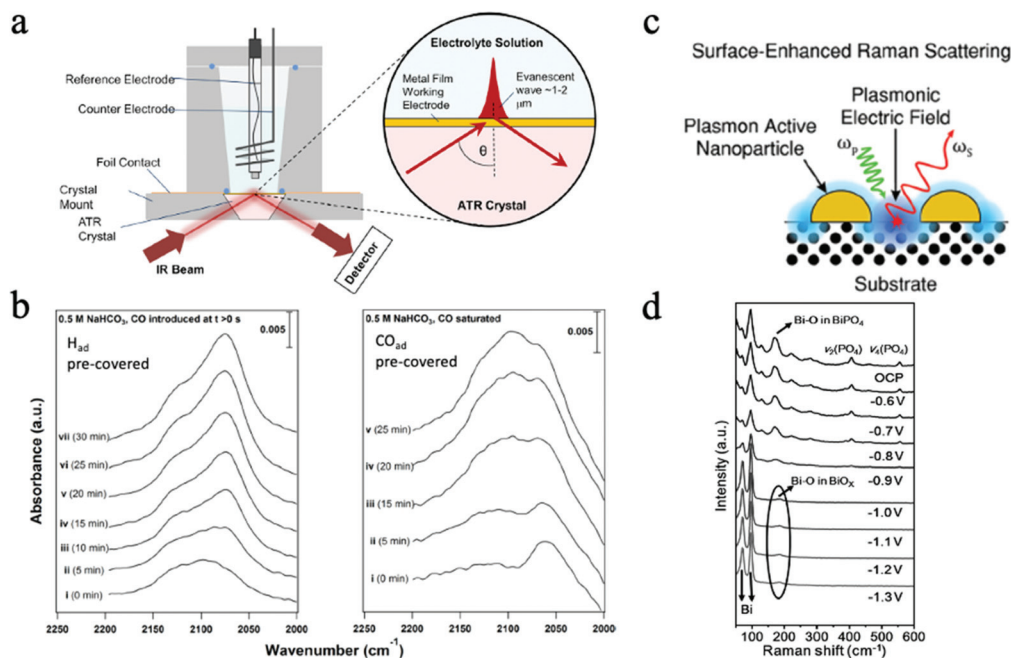 a
Reference Electrode
Counter Electrode
Foil Contact
Crystal
Mount
ATR
Crystal
IR Beam
Detector
Electrolyte Solution
Metal Film
Working
Electrode
Evanescent
wave ~1-2
μm
θ
ATR Crystal
c
Surface-Enhanced Raman Scattering
Plasmonic
Electric Field
Plasmon Active
Nanoparticle
ωP
ωS
Substrate
b
Absorbance (a.u.)
0.5 M NaHCO3, CO introduced at t >0 s
0.005
Had
pre-covered
vii (30 min)
vi (25 min)
v (20 min)
iv (15 min)
iii (10 min)
ii (5 min)
i (0 min)
2200 2150 2100 2050 2000
0.5 M NaHCO3, CO saturated
0.005
COad
pre-covered
v (25 min)
iv (20 min)
iii (15 min)
ii (5 min)
i (0 min)
2200 2150 2100 2050 2000
Wavenumber (cm-1)
d
Intensity (a.u.)
Bi-O in BiPO4
ν2(PO4) ν4(PO4)
OCP
-0.6 V
-0.7 V
-0.8 V
-0.9 V
Bi-O in BiOX
-1.0 V
-1.1 V
-1.2 V
-1.3 V
Bi
100 200 300 400 500 600
Raman shift (cm-1)